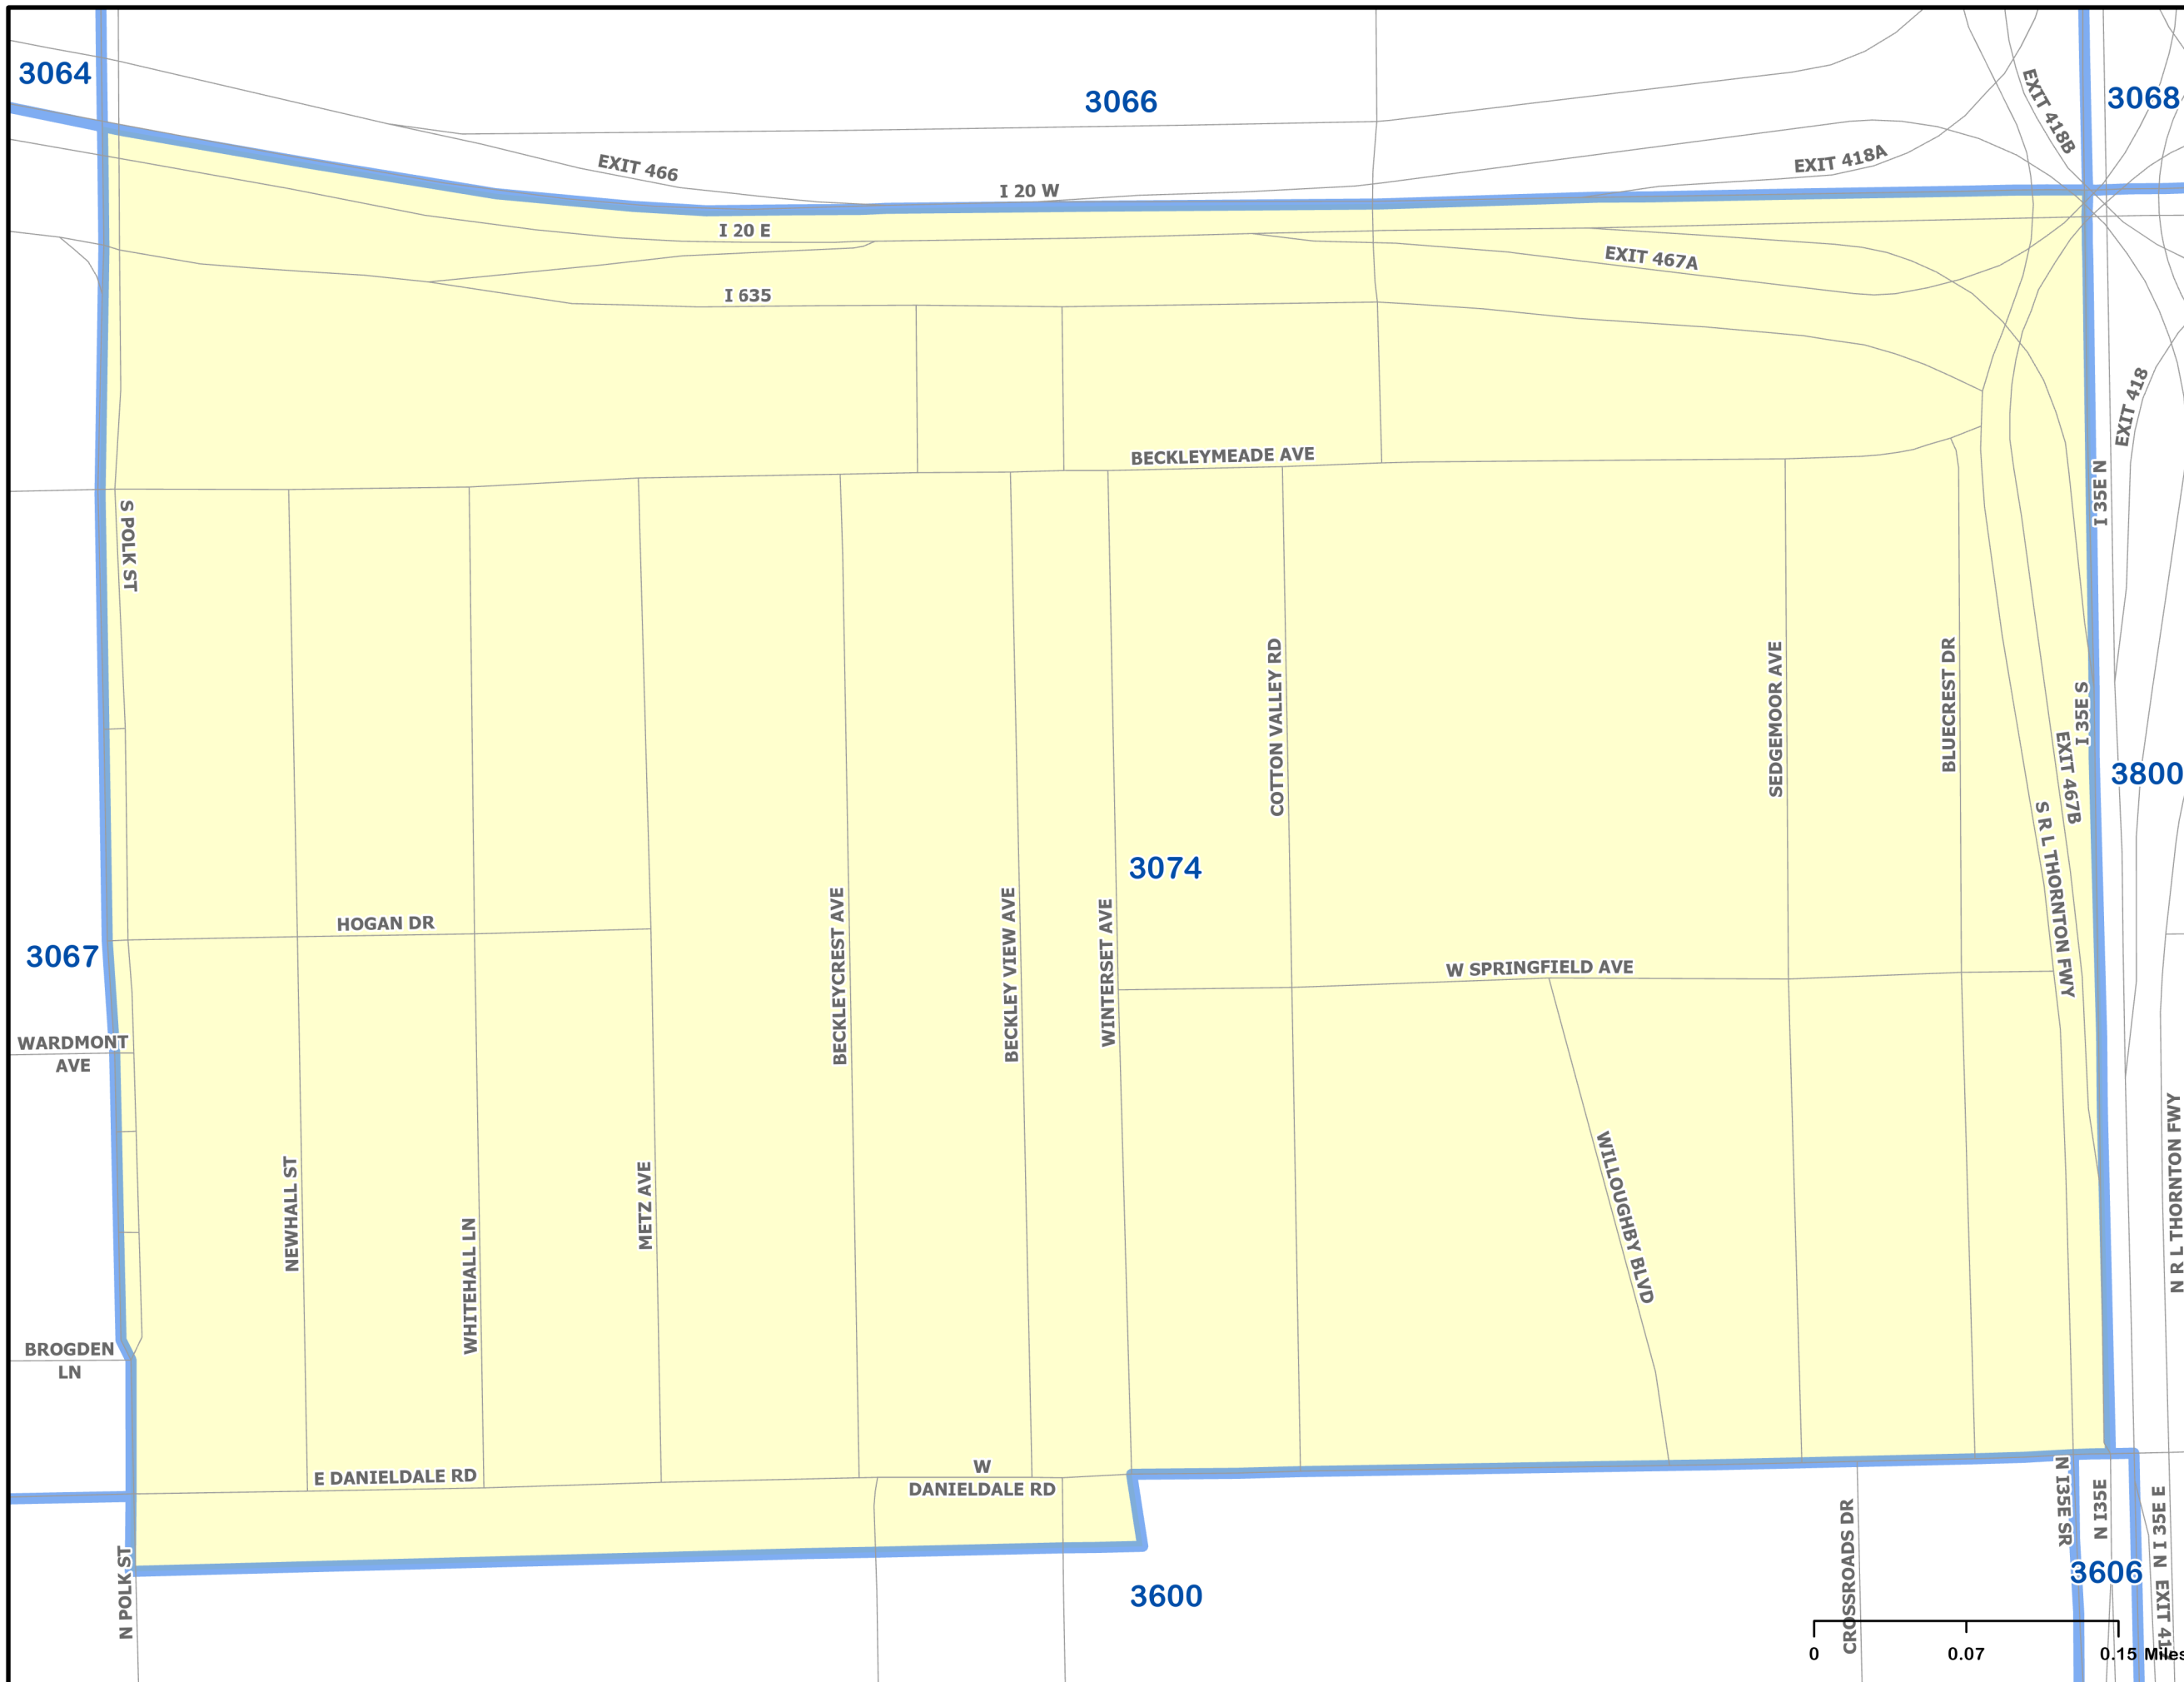 3064
3066
3068
EXIT 418B
EXIT 418A
EXIT 466
I 20 W
I 20 E
EXIT 467A
I 635
EXIT 418
BECKLEYMEADE AVE
I 35E N
S POLK ST
COTTON VALLEY RD
SEDGEMOOR AVE
BLUECREST DR
I 35E S
EXIT 467B
3800
S R L THORNTON FWY
3074
HOGAN DR
BECKLEYCREST AVE
BECKLEY VIEW AVE
WINTERSET AVE
3067
W SPRINGFIELD AVE
WARDMONT
AVE
NEWHALL ST
WHITEHALL LN
METZ AVE
WILLOUGHBY BLVD
N R L THORNTON FWY
BROGDEN
LN
E DANIELDALE RD
W
DANIELDALE RD
N I35E SR
N I35E
I 35E E
N POLK ST
CROSSROADS DR
3606
3600
0
0.07
0.15 Miles